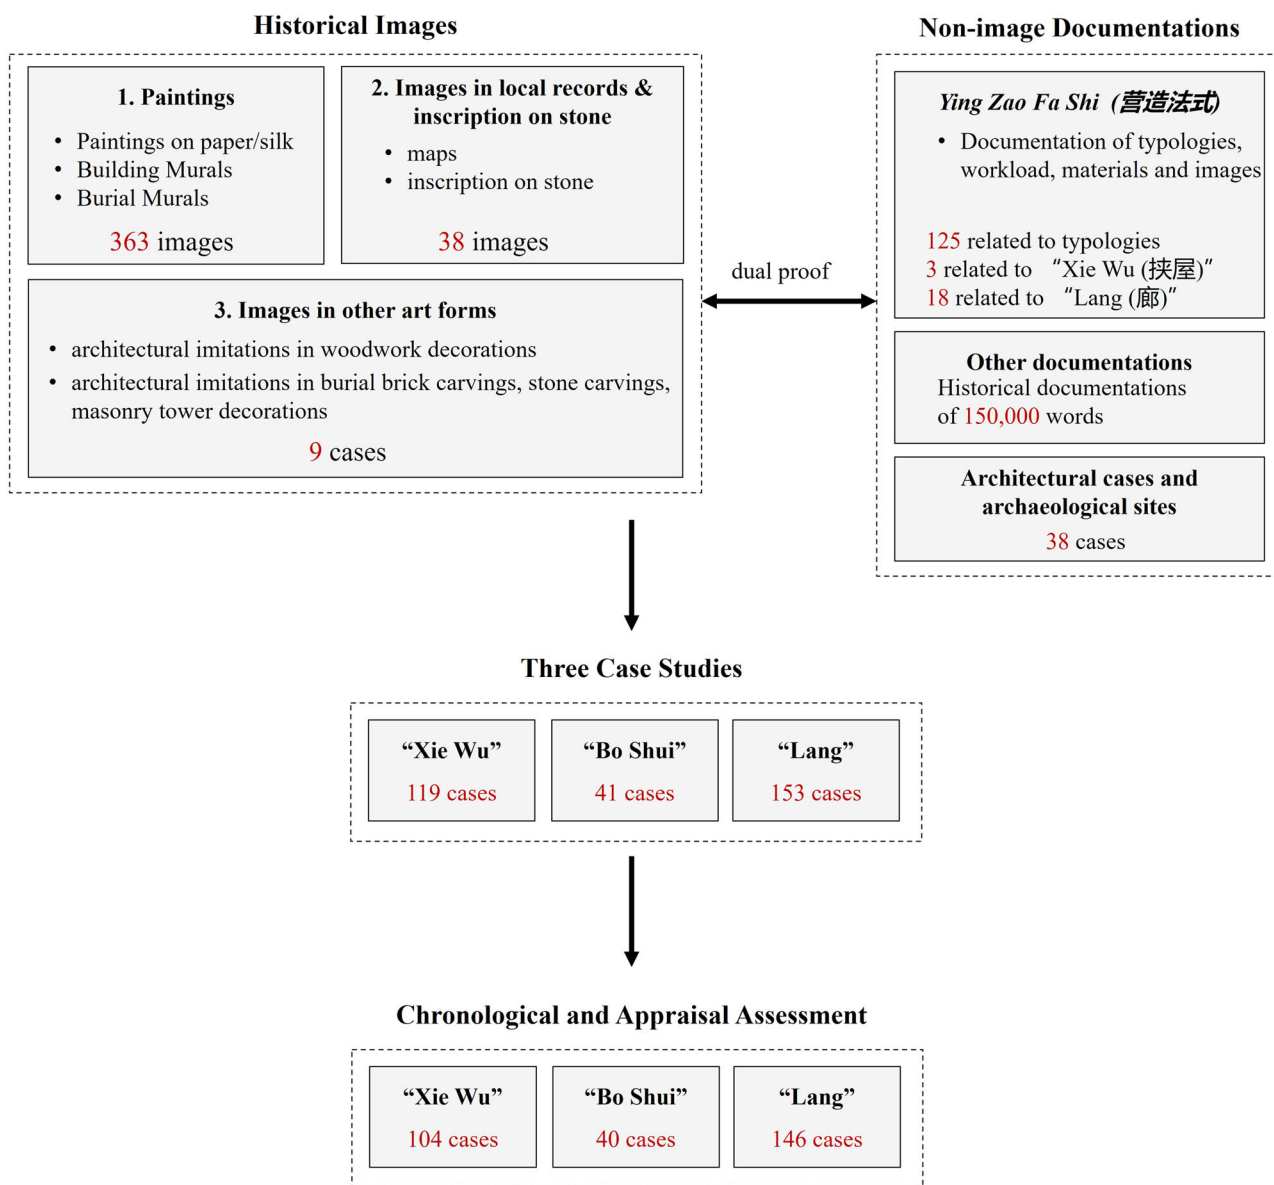 Historical Images
1. Paintings
• Paintings on paper/silk
• Building Murals
• Burial Murals
363 images
2. Images in local records &
inscription on stone
• maps
• inscription on stone
38 images
3. Images in other art forms
• architectural imitations in woodwork decorations
• architectural imitations in burial brick carvings, stone carvings,
masonry tower decorations
9 cases
dual proof
Non-image Documentations
Ying Zao Fa Shi (营造法式)
• Documentation of typologies,
workload, materials and images
125 related to typologies
3 related to “Xie Wu (挟屋)”
18 related to “Lang (廊)”
Other documentations
Historical documentations
of 150,000 words
Architectural cases and
archaeological sites
38 cases
Three Case Studies
“Xie Wu”
119 cases
“Bo Shui”
41 cases
“Lang”
153 cases
Chronological and Appraisal Assessment
“Xie Wu”
104 cases
“Bo Shui”
40 cases
“Lang”
146 cases